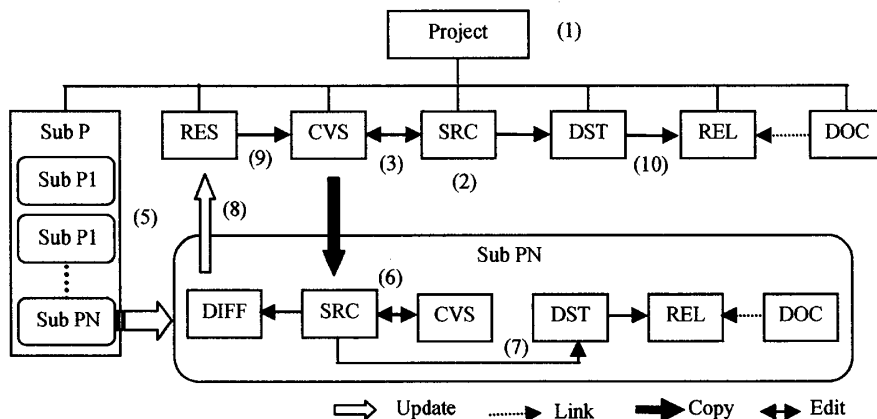 Project (1)
Sub P RES CVS SRC DST REL DOC
(9) (3) (2) (10)
Sub P1
Sub P1
(5) (8)
Sub PN
Sub PN
(6)
DIFF SRC CVS DST REL DOC
(7)
Update Link Copy Edit